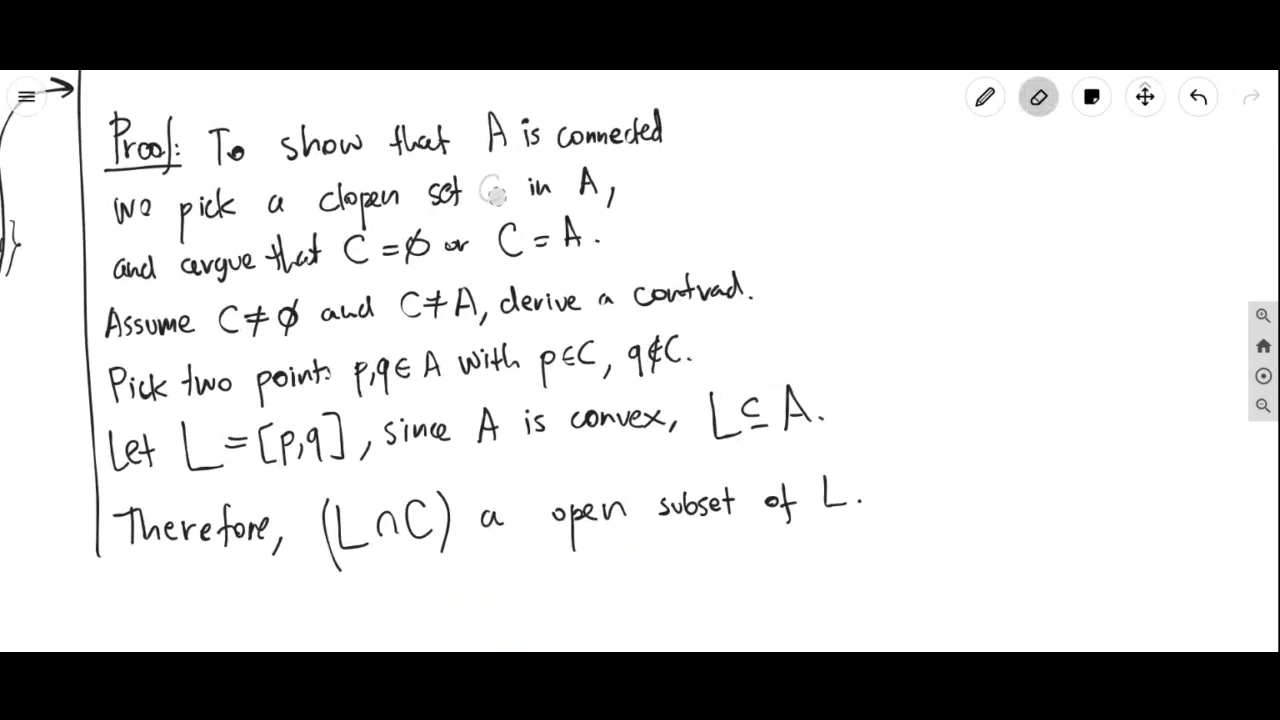 Proof: To show that A is connected
we pick a clopen set in A,
and argue that C = ∅ or C = A.
Assume C ≠ ∅ and C ≠ A, derive a contrad.
Pick two points p,q ∈ A with p ∈ C, q ∉ C.
Let L = [p,q], since A is convex, L ⊆ A.
Therefore, (L ∩ C) a open subset of L.
}